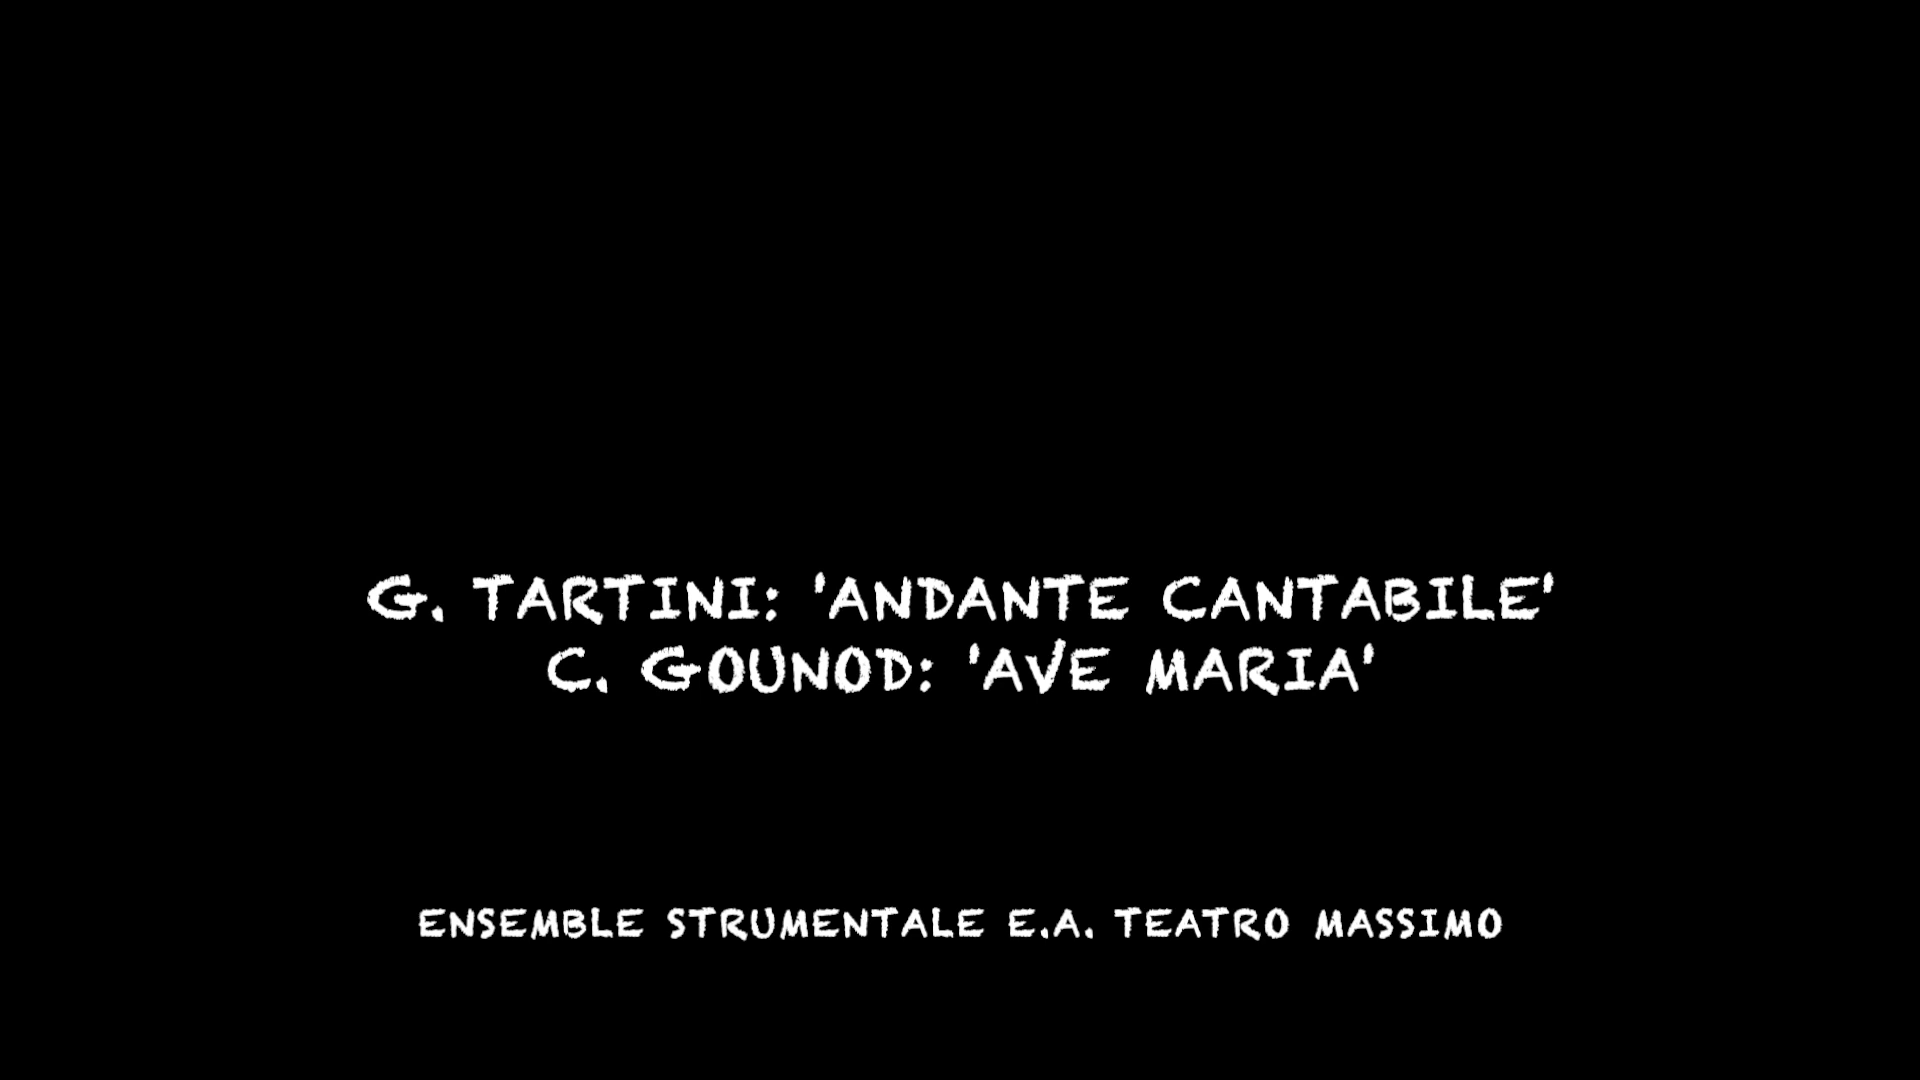 G. TARTINI: 'ANDANTE CANTABILE'
C. GOUNOD: 'AVE MARIA'
ENSEMBLE STRUMENTALE E.A. TEATRO MASSIMO